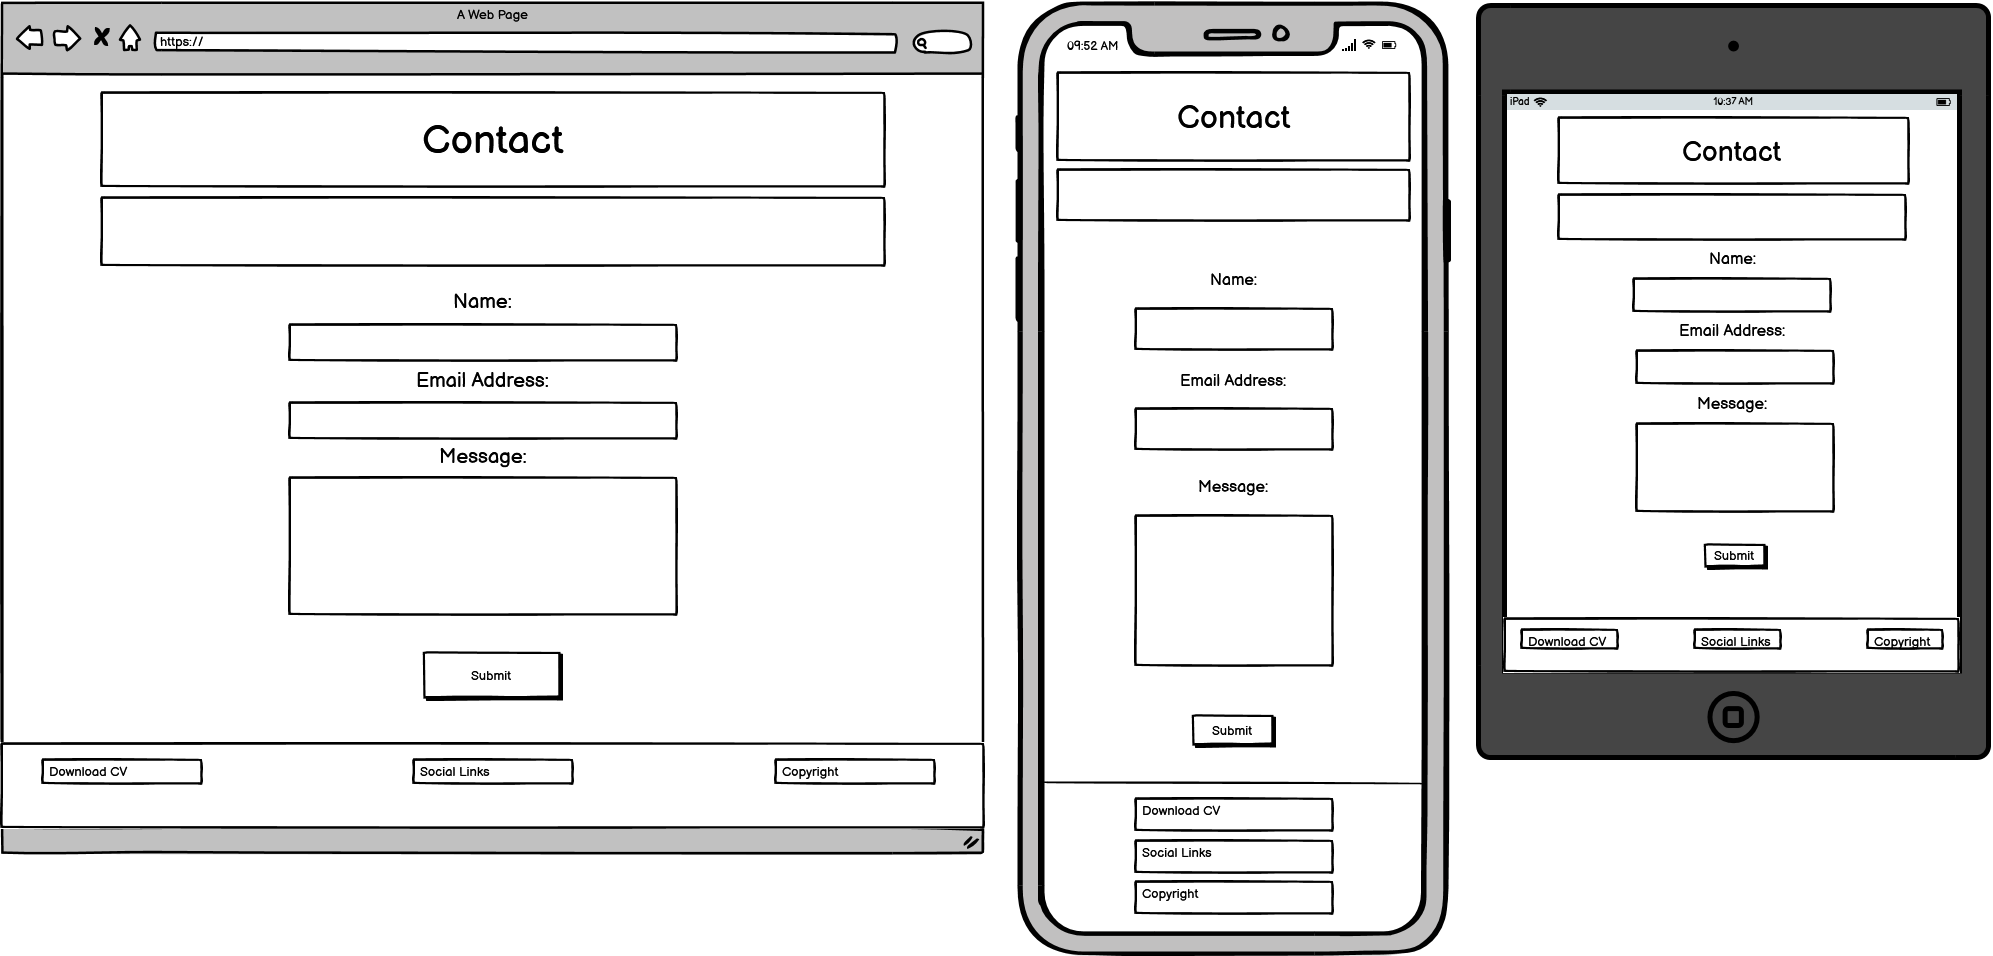 A Web Page
https://
Contact
Name:
Email Address:
Message:
Submit
Download CV
Social Links
Copyright
09:52 AM
Contact
Name:
Email Address:
Message:
Submit
Download CV
Social Links
Copyright
iPad
10:37 AM
Contact
Name:
Email Address:
Message:
Submit
Download CV
Social Links
Copyright